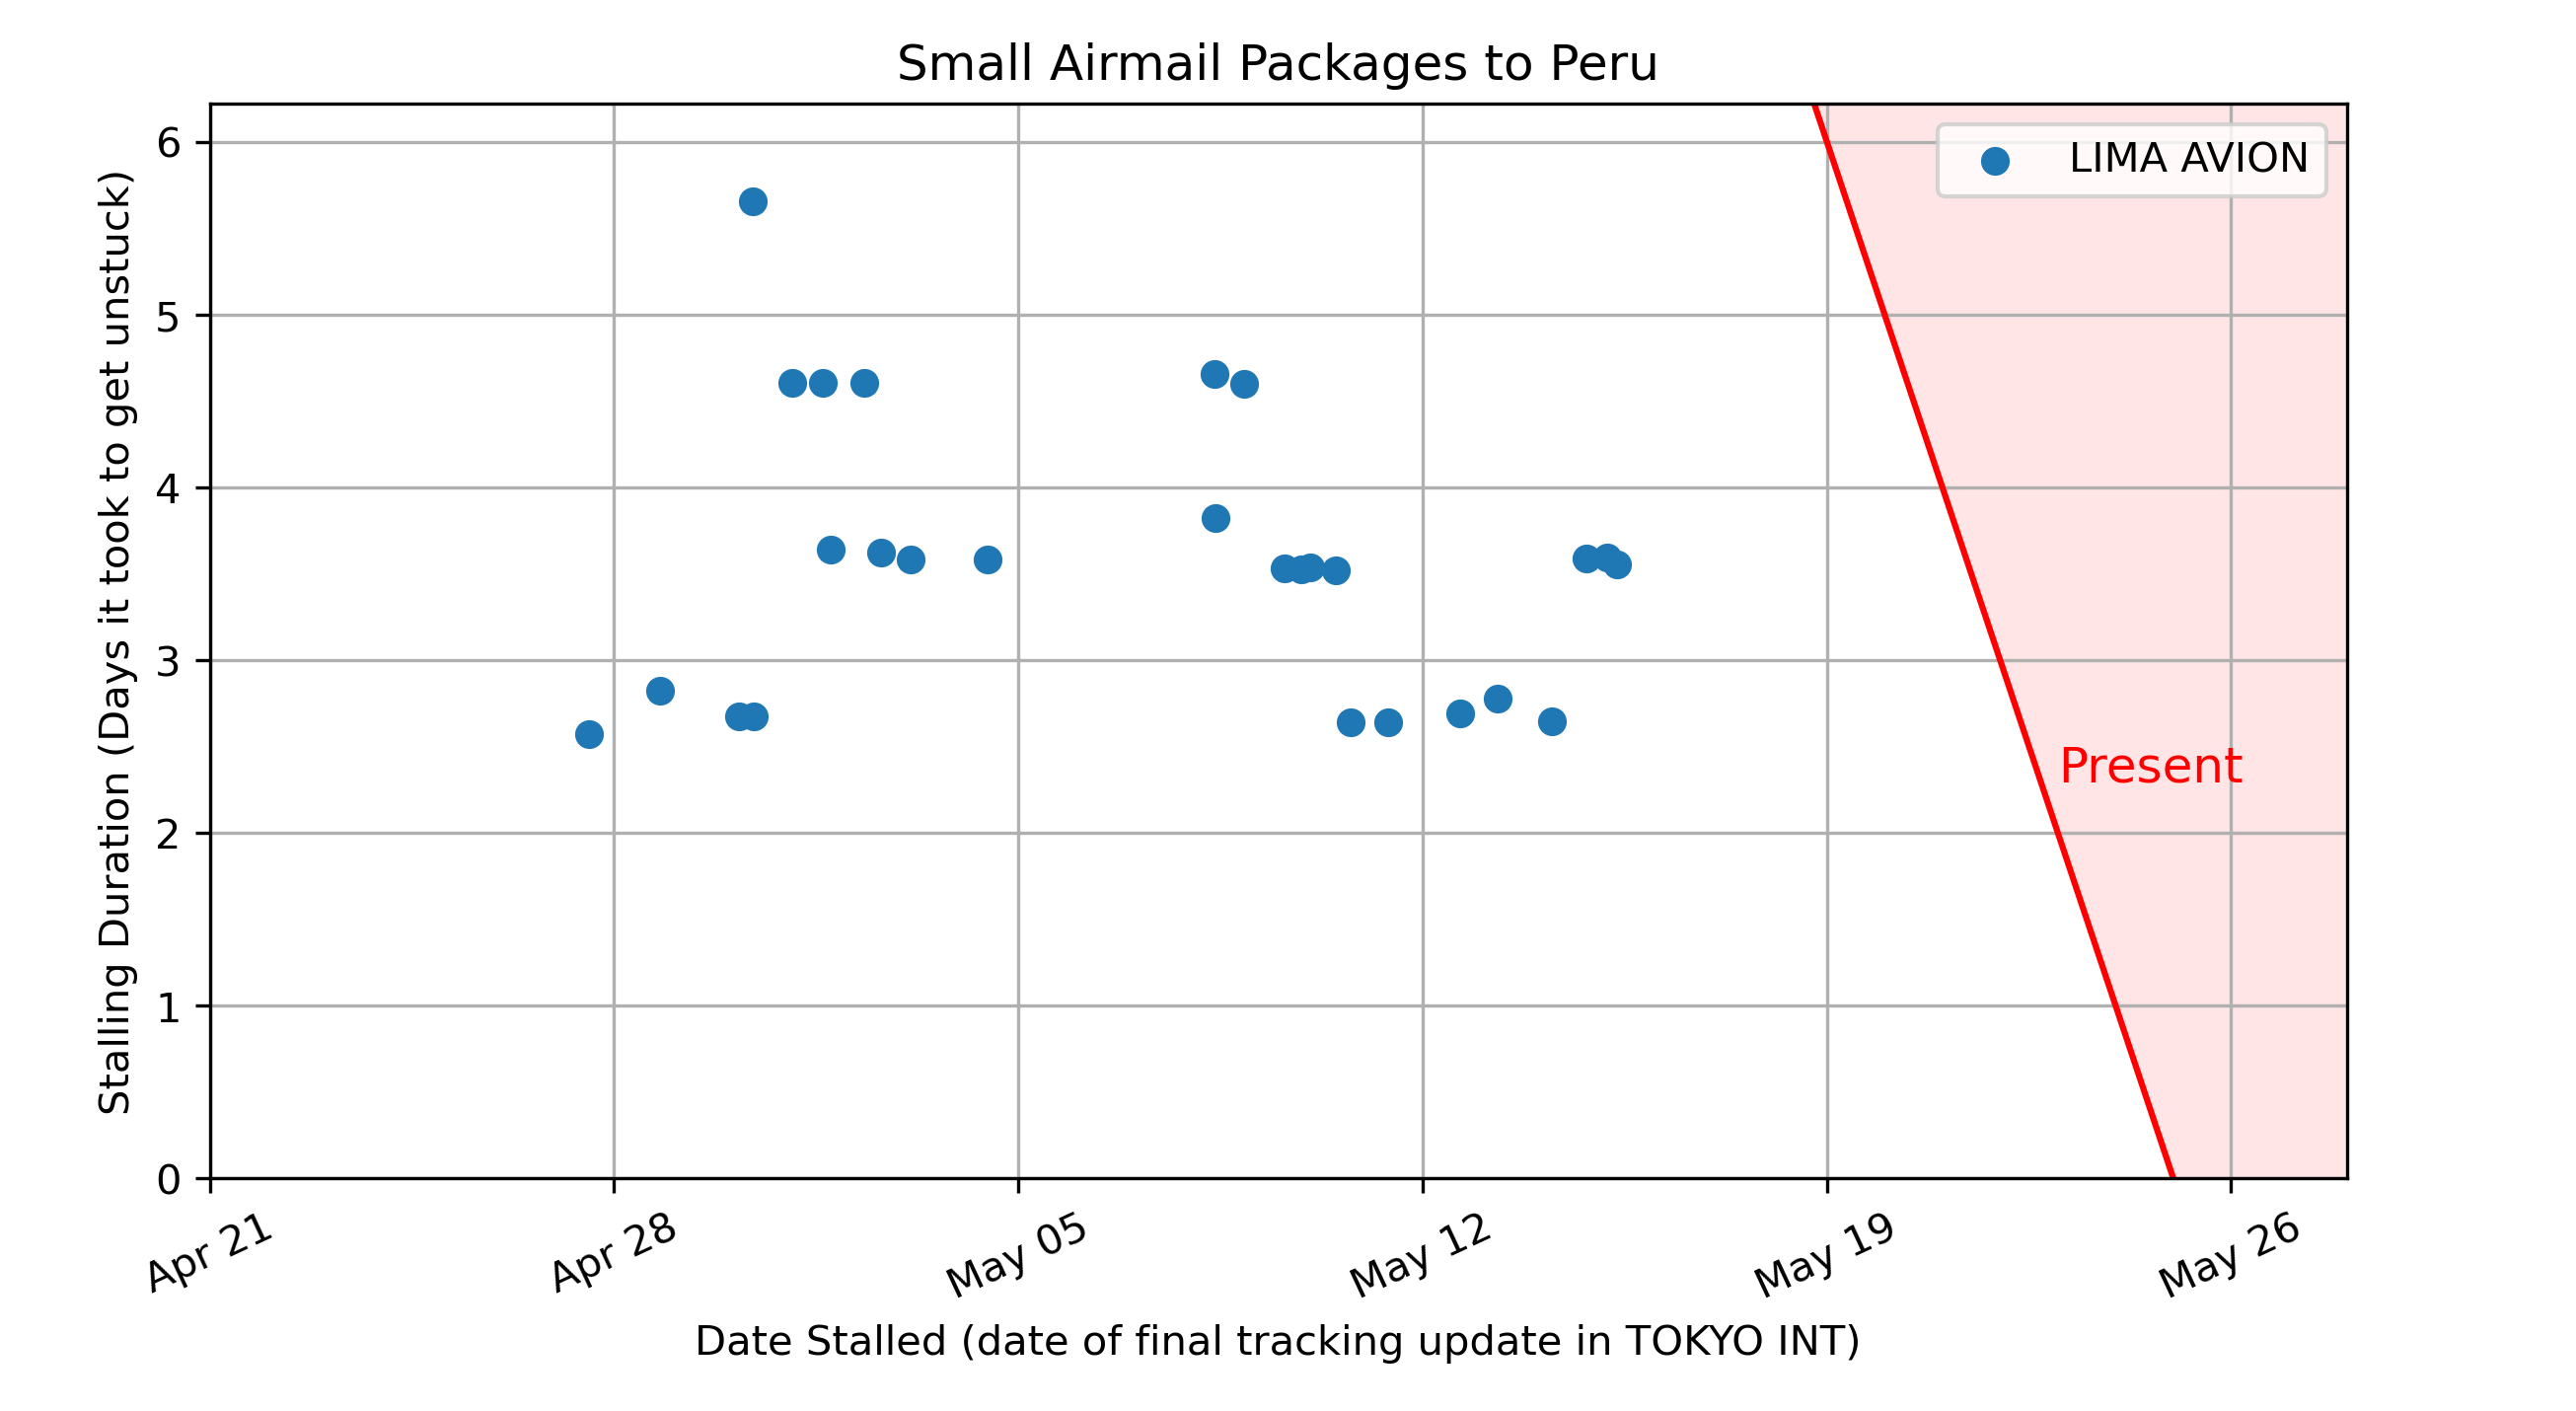 Small Airmail Packages to Peru
Stalling Duration (Days it took to get unstuck)
6
5
4
3
2
1
0
LIMA AVION
Present
Apr 21
Apr 28
May 05
May 12
May 19
May 26
Date Stalled (date of final tracking update in TOKYO INT)